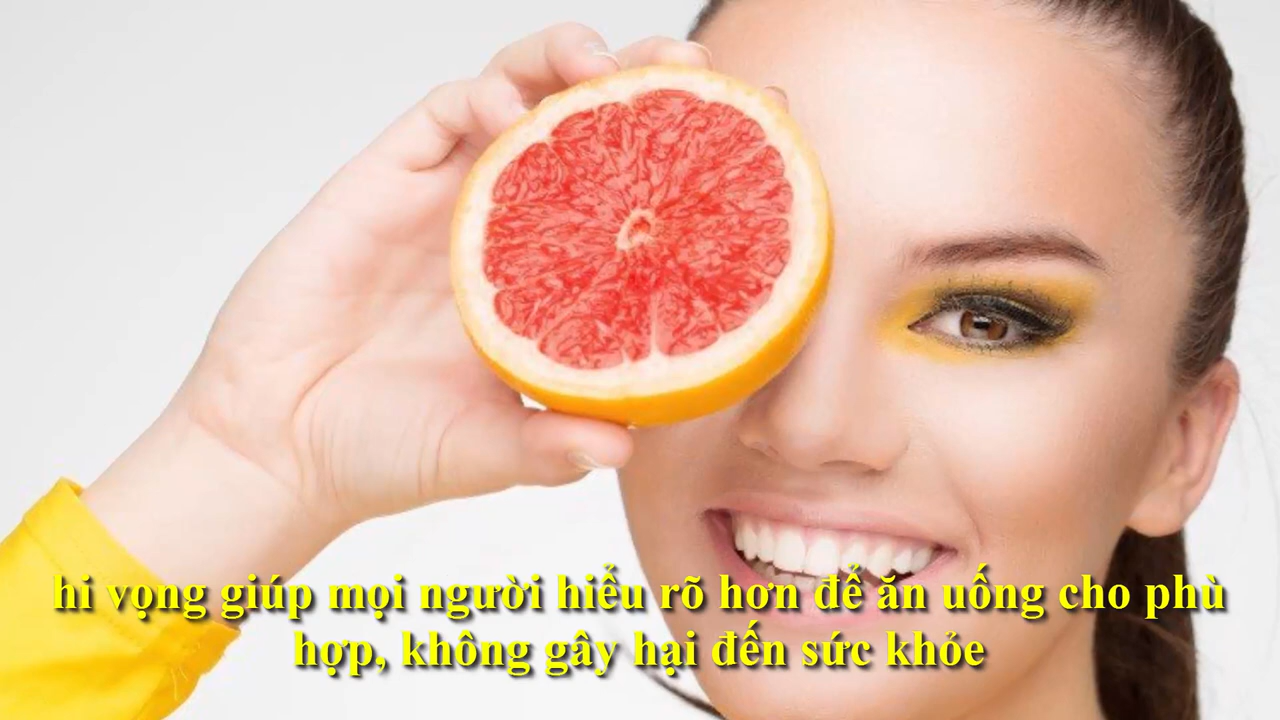 hi vọng giúp mọi người hiểu rõ hơn để ăn uống cho phù
hợp, không gây hại đến sức khỏe